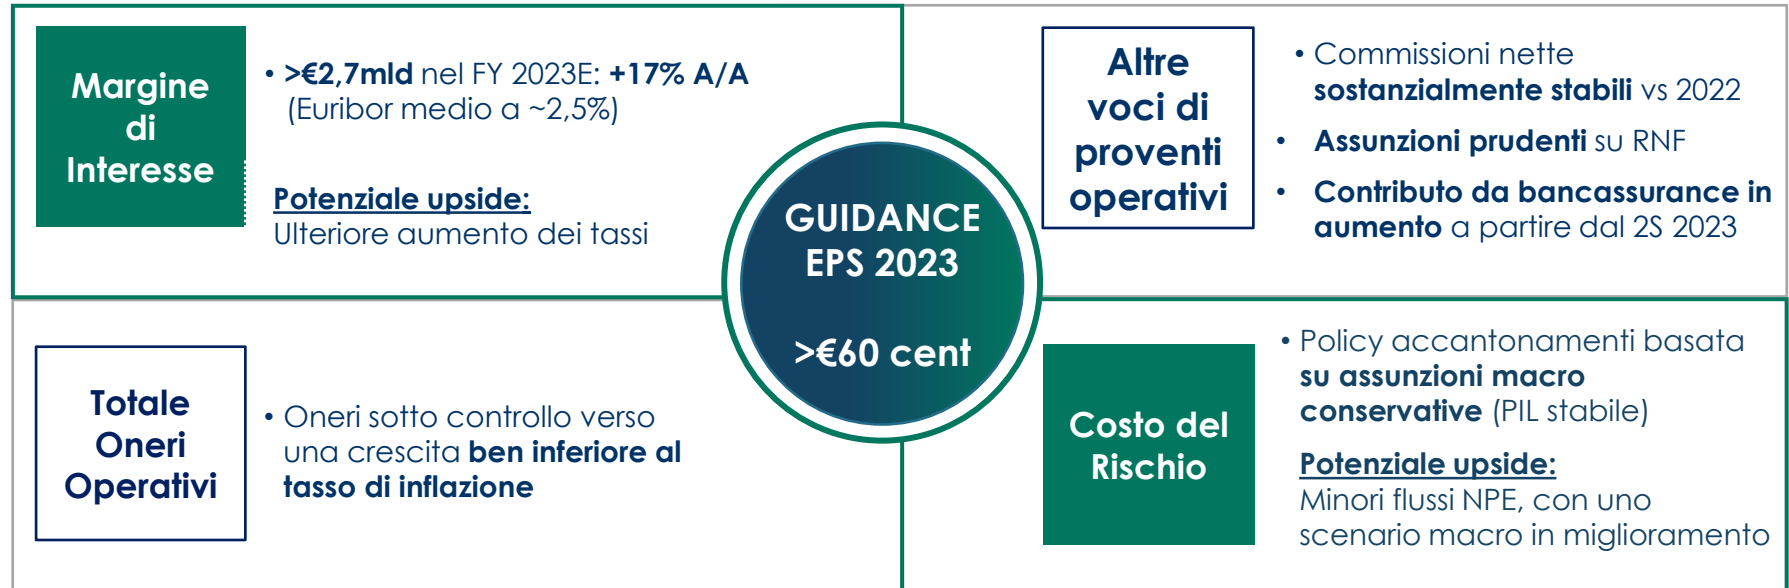 Margine
di
Interesse
• >€2,7mld nel FY 2023E: +17% A/A
(Euribor medio a ~2,5%)
Potenziale upside:
Ulteriore aumento dei tassi
Altre
voci di
proventi
operativi
• Commissioni nette
sostanzialmente stabili vs 2022
• Assunzioni prudenti su RNF
• Contributo da bancassurance in
aumento a partire dal 2S 2023
GUIDANCE
EPS 2023
>€60 cent
Totale
Oneri
Operativi
• Oneri sotto controllo verso
una crescita ben inferiore al
tasso di inflazione
Costo del
Rischio
• Policy accantonamenti basata
su assunzioni macro
conservative (PIL stabile)
Potenziale upside:
Minori flussi NPE, con uno
scenario macro in miglioramento